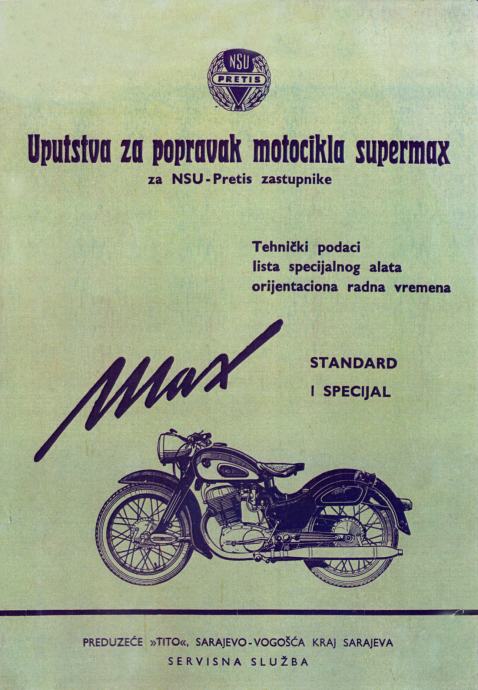 NSU
PRETIS
Uputstva za popravak motocikla supermax
za NSU-Pretis zastupnike
Tehnički podaci
lista specijalnog alata
orijentaciona radna vremena
Max
STANDARD
I SPECIJAL
PREDUZEĆE »TITO«, SARAJEVO-VOGOŠĆA KRAJ SARAJEVA
SERVISNA SLUŽBA